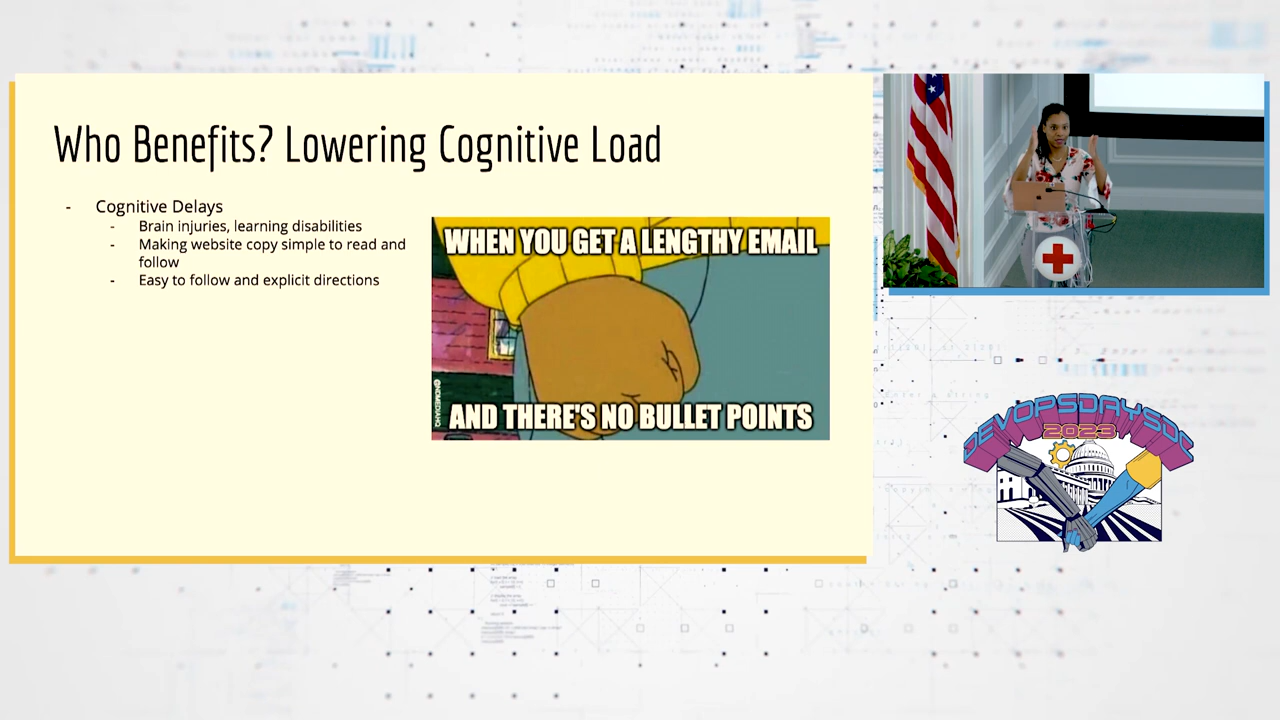 Who Benefits? Lowering Cognitive Load
- Cognitive Delays
- Brain injuries, learning disabilities
- Making website copy simple to read and
follow
- Easy to follow and explicit directions
WHEN YOU GET A LENGTHY EMAIL
AND THERE'S NO BULLET POINTS
DEVOPSDAYSDC
2023